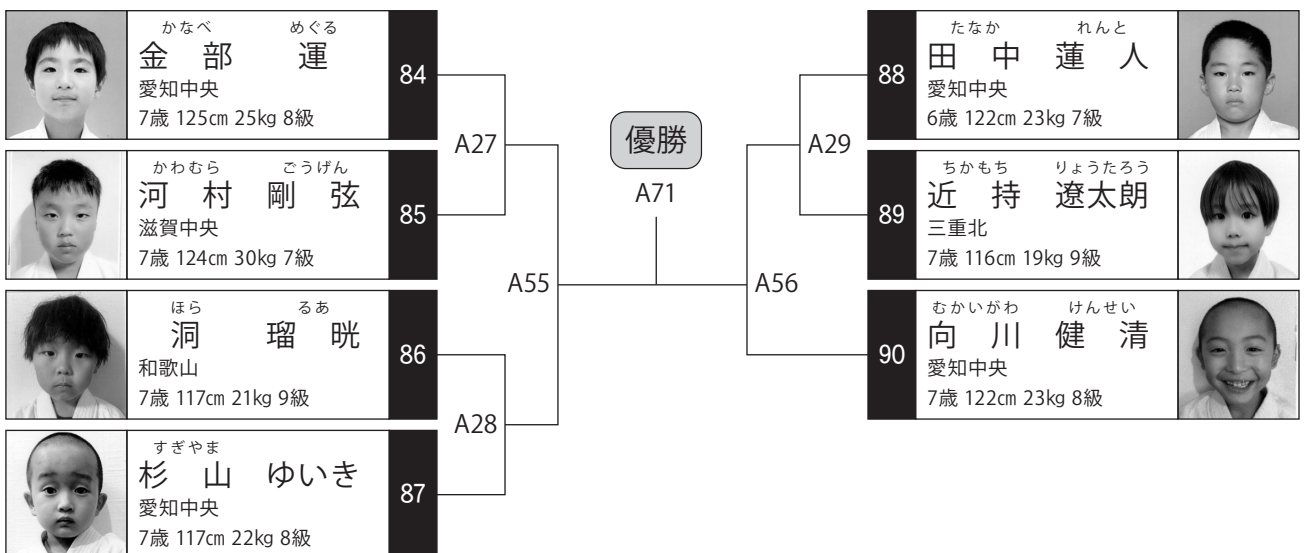 かなべ めぐる
金部 運
愛知中央
7歳 125cm 25kg 8級
84
かわむら ごうげん
河村 剛弦
滋賀中央
7歳 124cm 30kg 7級
85
ほら るあ
洞 瑠晄
和歌山
7歳 117cm 21kg 9級
86
すぎやま
杉山 ゆいき
愛知中央
7歳 117cm 22kg 8級
87
A27
A28
A55
優勝
A71
A56
A29
88
たなか れんと
田中 蓮人
愛知中央
6歳 122cm 23kg 7級
89
ちかもち りょうたろう
近持 遼太朗
三重北
7歳 116cm 19kg 9級
90
むかいがわ けんせい
向川 健清
愛知中央
7歳 122cm 23kg 8級